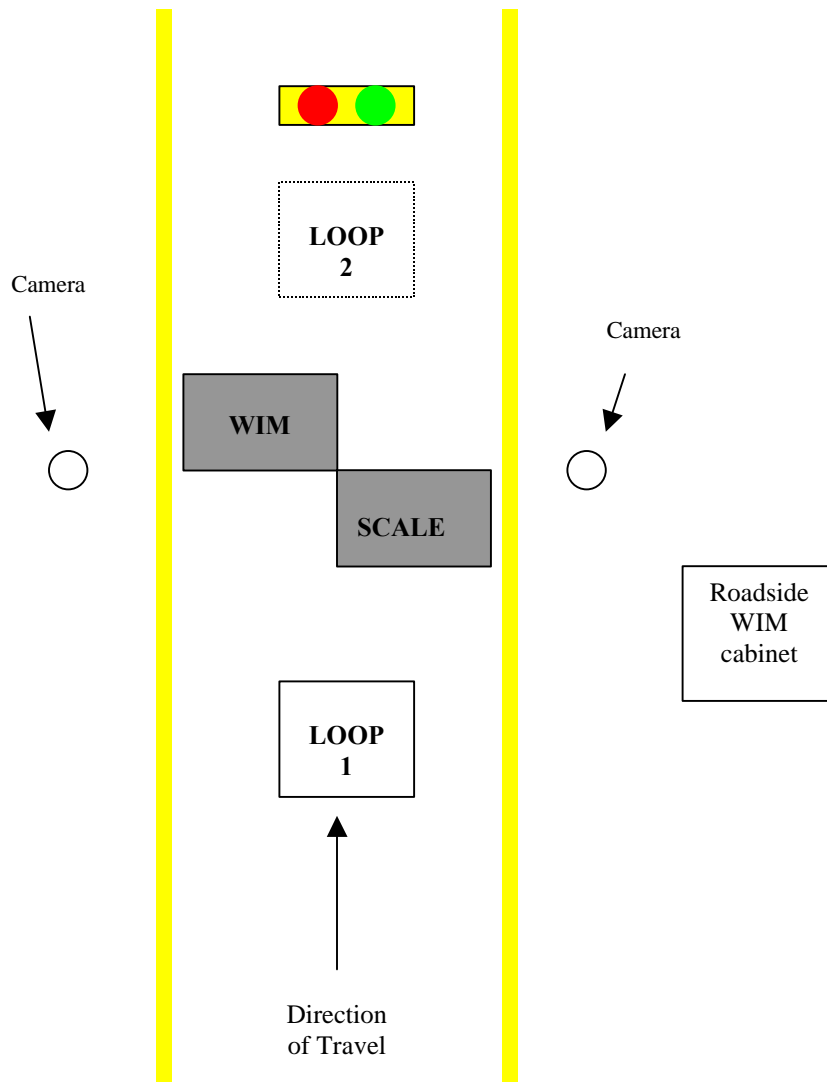 LOOP
2
Camera
Camera
WIM
SCALE
Roadside
WIM
cabinet
LOOP
1
Direction
of Travel